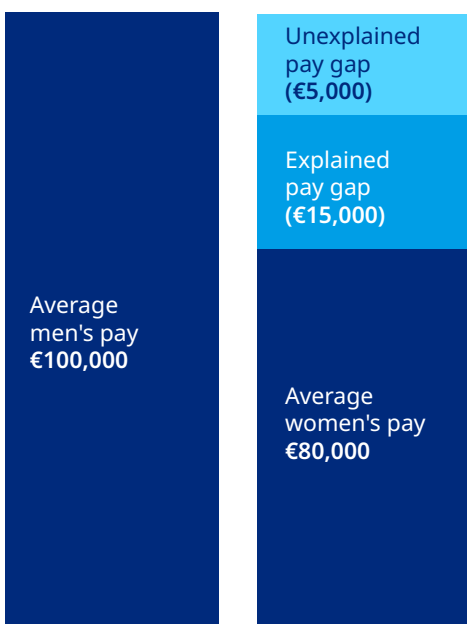 Average
men's pay
€100,000
Unexplained
pay gap
(€5,000)
Explained
pay gap
(€15,000)
Average
women's pay
€80,000